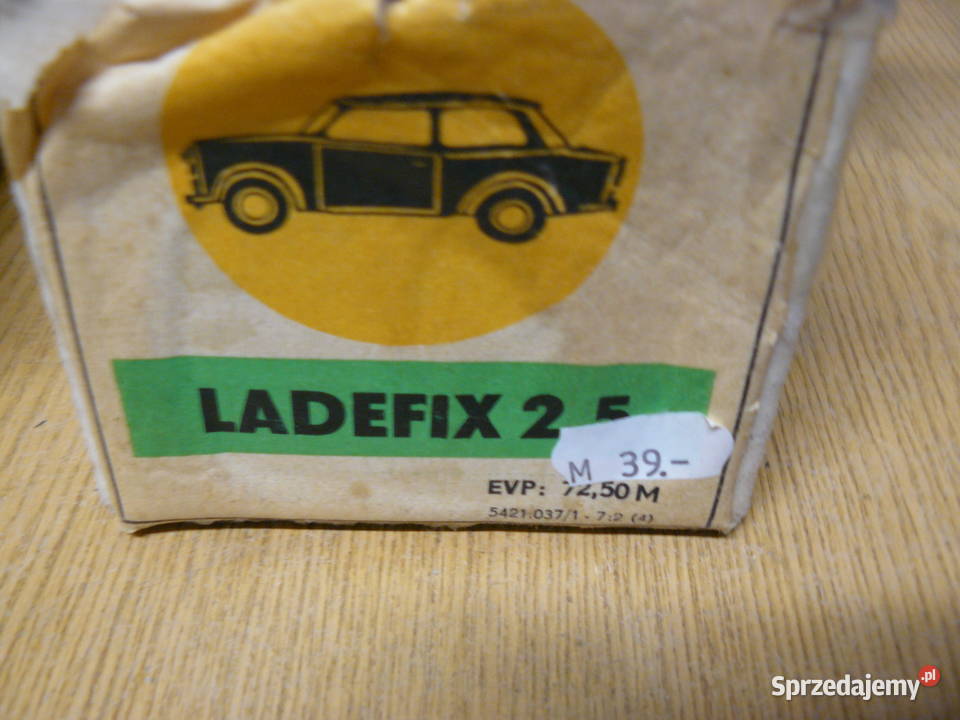 LADEFIX 2,5
M 39.-
EVP: 72,50 M
5421.037/1 - 7:2 (4)
Sprzedajemy.pl